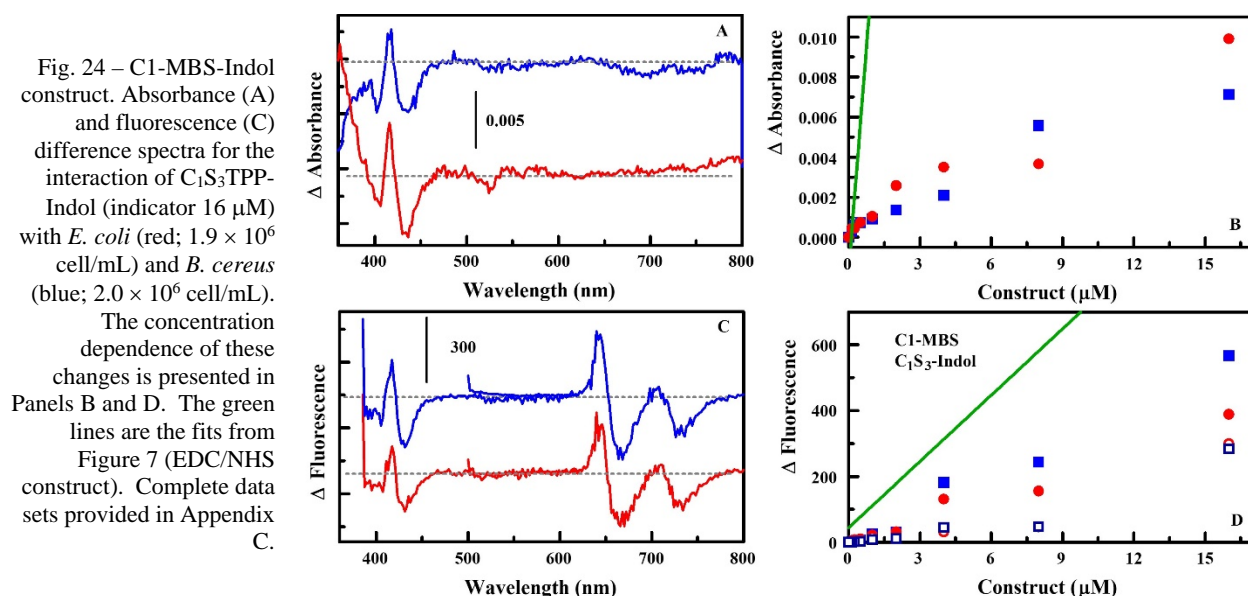 Fig. 24 – C1-MBS-Indol
construct. Absorbance (A)
and fluorescence (C)
difference spectra for the
interaction of C₁S₃TPP-
Indol (indicator 16 μM)
with E. coli (red; 1.9 × 10⁶
cell/mL) and B. cereus
(blue; 2.0 × 10⁶ cell/mL).
The concentration
dependence of these
changes is presented in
Panels B and D. The green
lines are the fits from
Figure 7 (EDC/NHS
construct). Complete data
sets provided in Appendix
C.
A
Δ Absorbance
0.005
400 500 600 700 800
Wavelength (nm)
Δ Absorbance
0.010
0.008
0.006
0.004
0.002
0.000
B
0 3 6 9 12 15
Construct (μM)
C
Δ Fluorescence
300
400 500 600 700 800
Wavelength (nm)
Δ Fluorescence
C1-MBS
C₁S₃-Indol
600
400
200
0
D
0 3 6 9 12 15
Construct (μM)